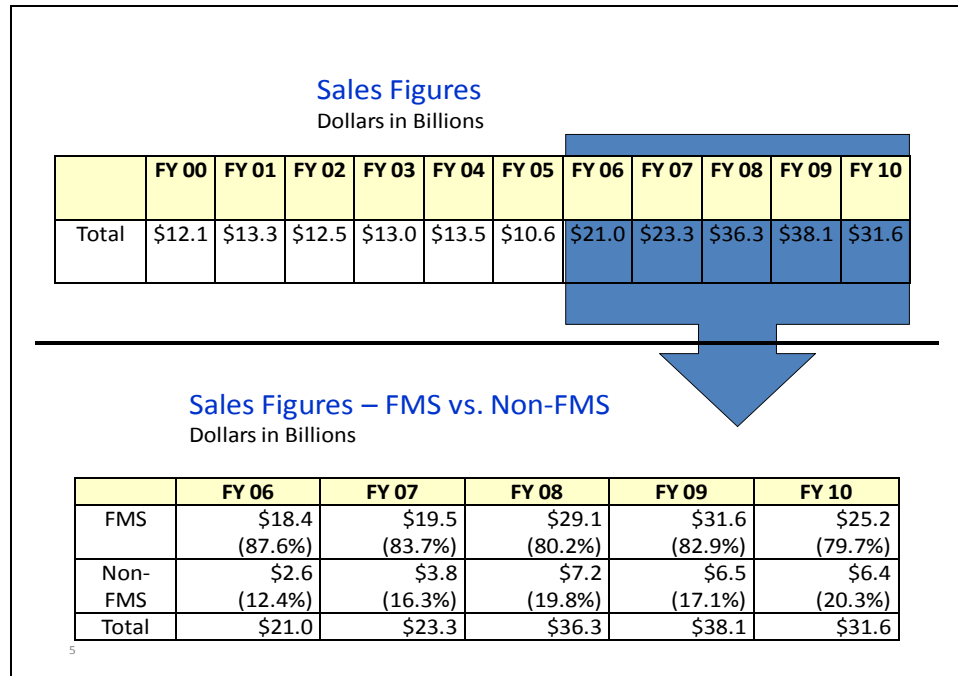 Sales Figures
Dollars in Billions
FY 00 FY 01 FY 02 FY 03 FY 04 FY 05 FY 06 FY 07 FY 08 FY 09 FY 10
Total $12.1 $13.3 $12.5 $13.0 $13.5 $10.6 $21.0 $23.3 $36.3 $38.1 $31.6
Sales Figures – FMS vs. Non-FMS
Dollars in Billions
FY 06 FY 07 FY 08 FY 09 FY 10
FMS $18.4 $19.5 $29.1 $31.6 $25.2
(87.6%) (83.7%) (80.2%) (82.9%) (79.7%)
Non- $2.6 $3.8 $7.2 $6.5 $6.4
FMS (12.4%) (16.3%) (19.8%) (17.1%) (20.3%)
Total $21.0 $23.3 $36.3 $38.1 $31.6
5